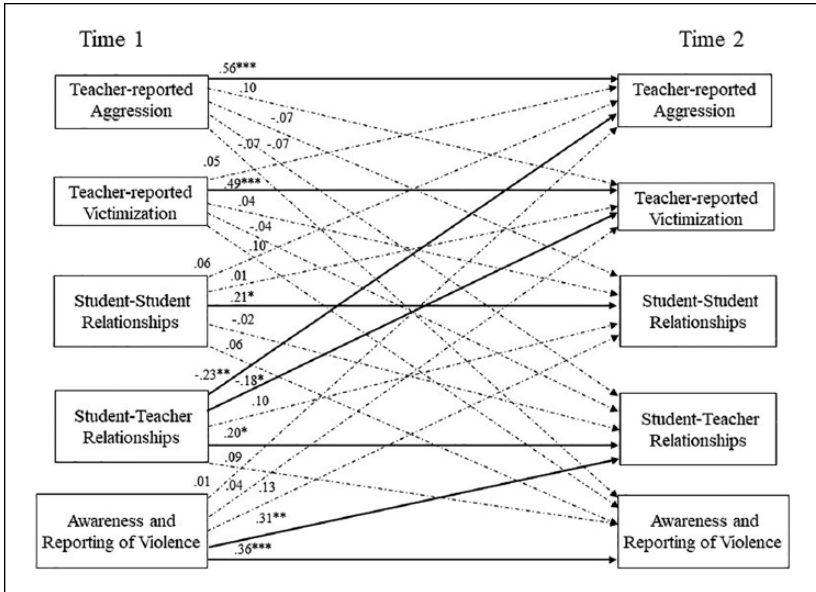 Time 1
Time 2
.56***
Teacher-reported
Aggression
Teacher-reported
Aggression
.10
-.07
-.07 -.07
.05
Teacher-reported
Victimization
.49***
Teacher-reported
Victimization
.04
-.04
.10
.06
.01
Student-Student
Relationships
.21*
Student-Student
Relationships
-.02
.06
-.23**
-.18*
.10
Student-Teacher
Relationships
.20*
Student-Teacher
Relationships
.09
.01
.04
.13
Awareness and
Reporting of Violence
.31**
Awareness and
Reporting of Violence
.36***